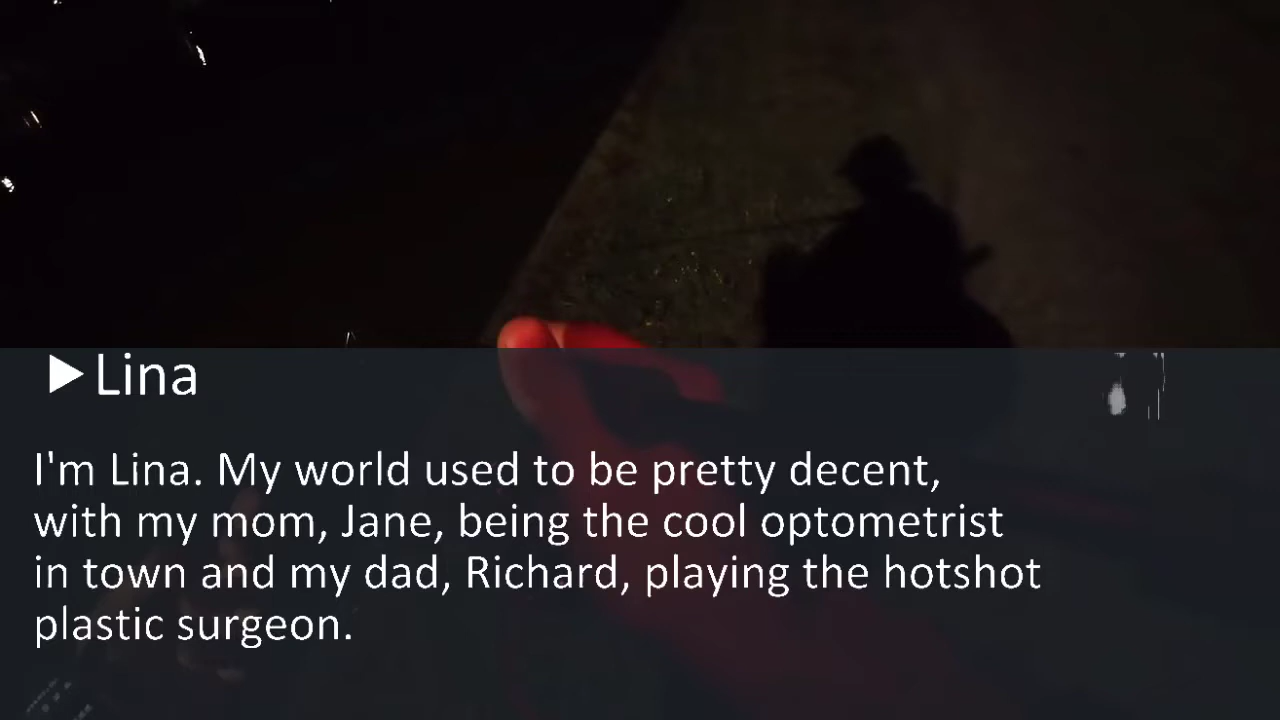 Lina
I'm Lina. My world used to be pretty decent,
with my mom, Jane, being the cool optometrist
in town and my dad, Richard, playing the hotshot
plastic surgeon.